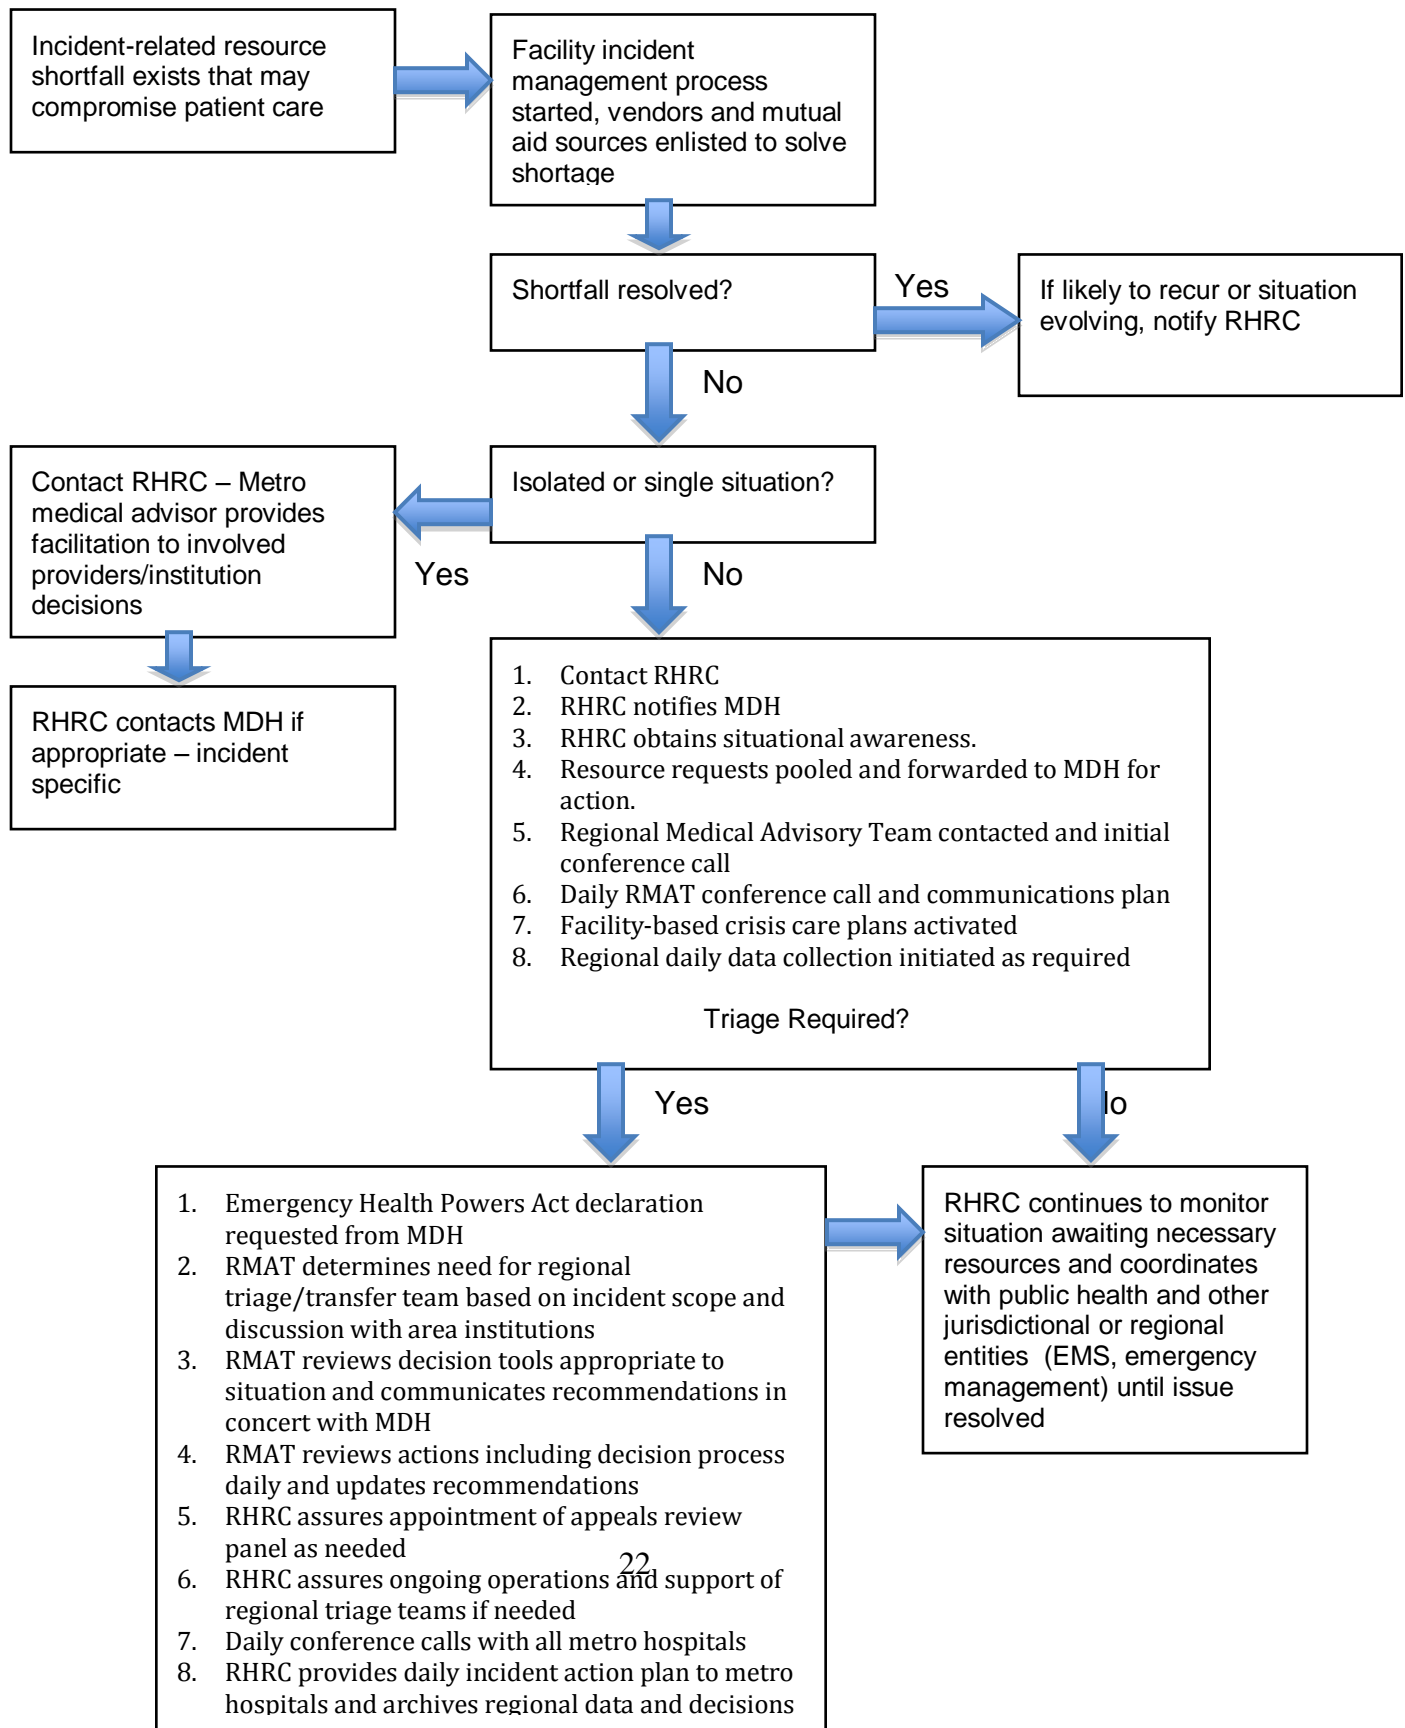 Incident-related resource
shortfall exists that may
compromise patient care
Facility incident
management process
started, vendors and mutual
aid sources enlisted to solve
shortage
Shortfall resolved?
Yes
If likely to recur or situation
evolving, notify RHRC
No
Isolated or single situation?
Yes
Contact RHRC – Metro
medical advisor provides
facilitation to involved
providers/institution
decisions
RHRC contacts MDH if
appropriate – incident
specific
No
1. Contact RHRC
2. RHRC notifies MDH
3. RHRC obtains situational awareness.
4. Resource requests pooled and forwarded to MDH for
action.
5. Regional Medical Advisory Team contacted and initial
conference call
6. Daily RMAT conference call and communications plan
7. Facility-based crisis care plans activated
8. Regional daily data collection initiated as required
Triage Required?
Yes
1. Emergency Health Powers Act declaration
requested from MDH
2. RMAT determines need for regional
triage/transfer team based on incident scope and
discussion with area institutions
3. RMAT reviews decision tools appropriate to
situation and communicates recommendations in
concert with MDH
4. RMAT reviews actions including decision process
daily and updates recommendations
5. RHRC assures appointment of appeals review
panel as needed
6. RHRC assures ongoing operations and support of
regional triage teams if needed
7. Daily conference calls with all metro hospitals
8. RHRC provides daily incident action plan to metro
hospitals and archives regional data and decisions
RHRC continues to monitor
situation awaiting necessary
resources and coordinates
with public health and other
jurisdictional or regional
entities (EMS, emergency
management) until issue
resolved
22